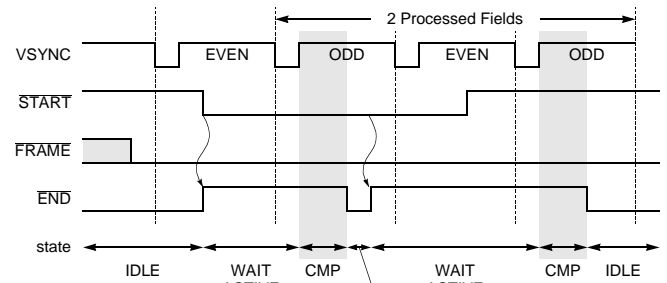 2 Processed Fields
VSYNC EVEN ODD EVEN ODD
START
FRAME
END
state
IDLE WAIT CMP WAIT CMP IDLE